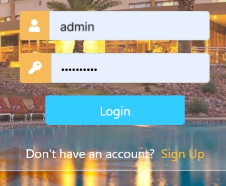 admin
••••••••••
Login
Don't have an account? Sign Up